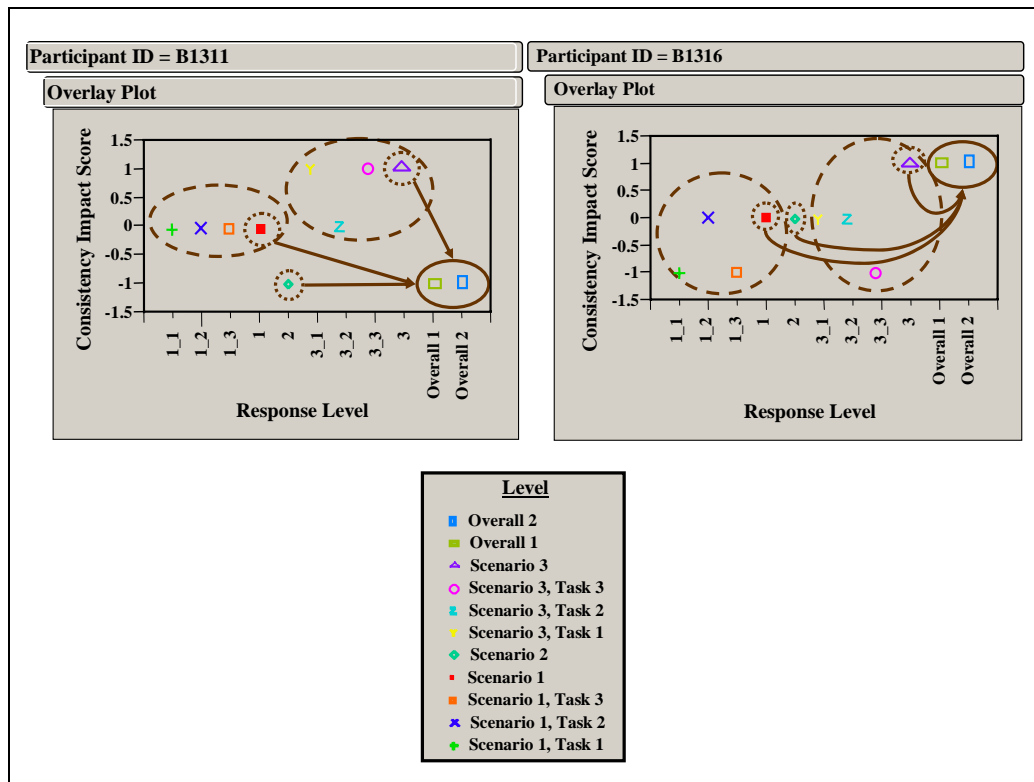 Participant ID = B1311
Overlay Plot
Consistency Impact Score
1.5
1
0.5
0
-0.5
-1
-1.5
1_1
1_2
1_3
1
2
3_1
3_2
3_3
3
Overall 1
Overall 2
Response Level
Participant ID = B1316
Overlay Plot
Consistency Impact Score
1.5
1
0.5
0
-0.5
-1
-1.5
1_1
1_2
1_3
1
2
3_1
3_2
3_3
3
Overall 1
Overall 2
Response Level
Level
Overall 2
Overall 1
Scenario 3
Scenario 3, Task 3
Scenario 3, Task 2
Scenario 3, Task 1
Scenario 2
Scenario 1
Scenario 1, Task 3
Scenario 1, Task 2
Scenario 1, Task 1